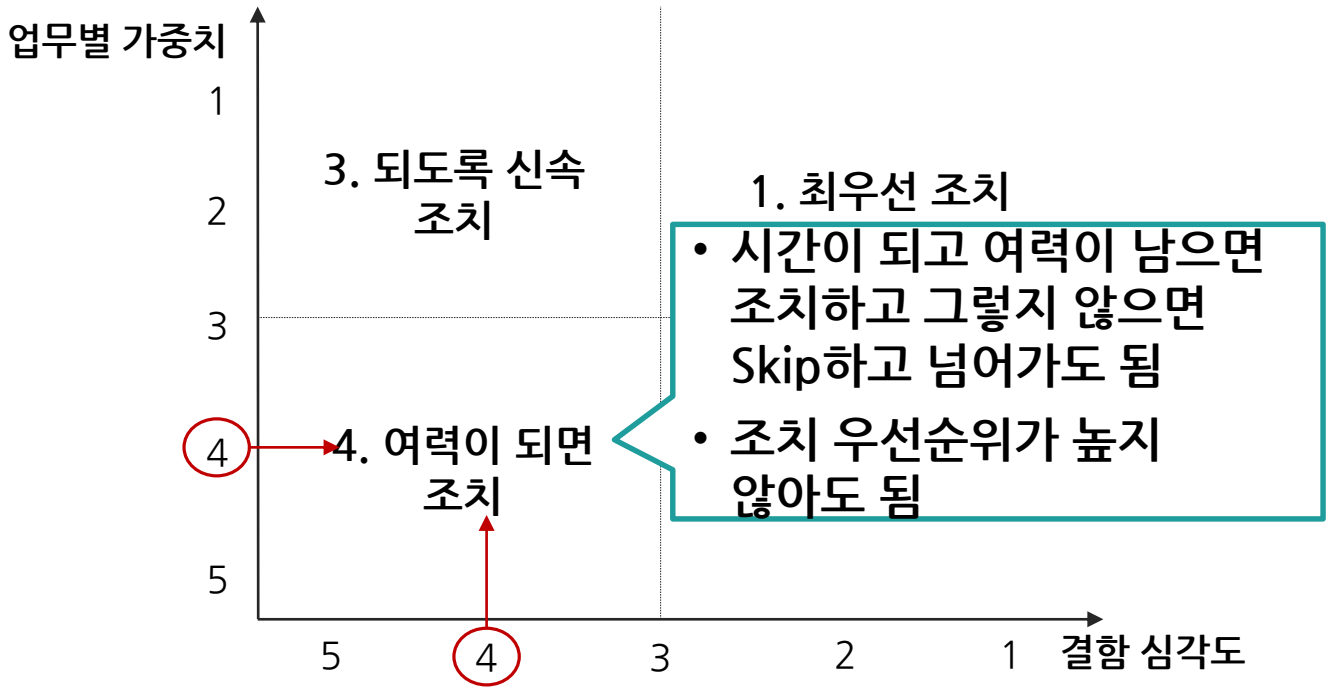 업무별 가중치
1
2
3
4
5
3. 되도록 신속
조치
1. 최우선 조치
• 시간이 되고 여력이 남으면
조치하고 그렇지 않으면
Skip하고 넘어가도 됨
• 조치 우선순위가 높지
않아도 됨
4. 여력이 되면
조치
5 4 3 2 1 결함 심각도